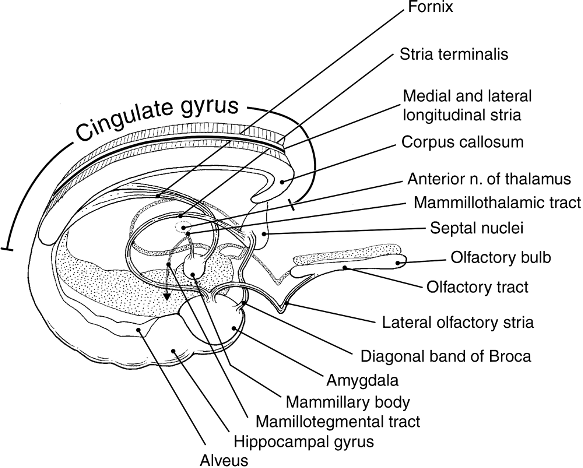 Fornix
Stria terminalis
Cingulate gyrus
Medial and lateral
longitudinal stria
Corpus callosum
Anterior n. of thalamus
Mammillothalamic tract
Septal nuclei
Olfactory bulb
Olfactory tract
Lateral olfactory stria
Diagonal band of Broca
Amygdala
Mammillary body
Mamillotegmental tract
Hippocampal gyrus
Alveus